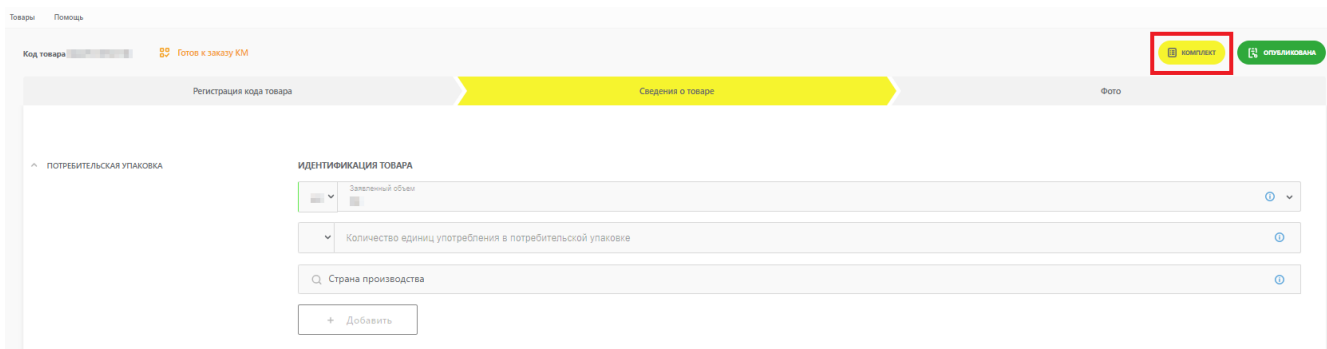 Товары Помощь
Код товара Готов к заказу КМ КОМПЛЕКТ ОПУБЛИКОВАНА
Регистрация кода товара Сведения о товаре Фото
ПОТРЕБИТЕЛЬСКАЯ УПАКОВКА ИДЕНТИФИКАЦИЯ ТОВАРА
Заявленный объем
Количество единиц употребления в потребительской упаковке
Страна производства
+ Добавить